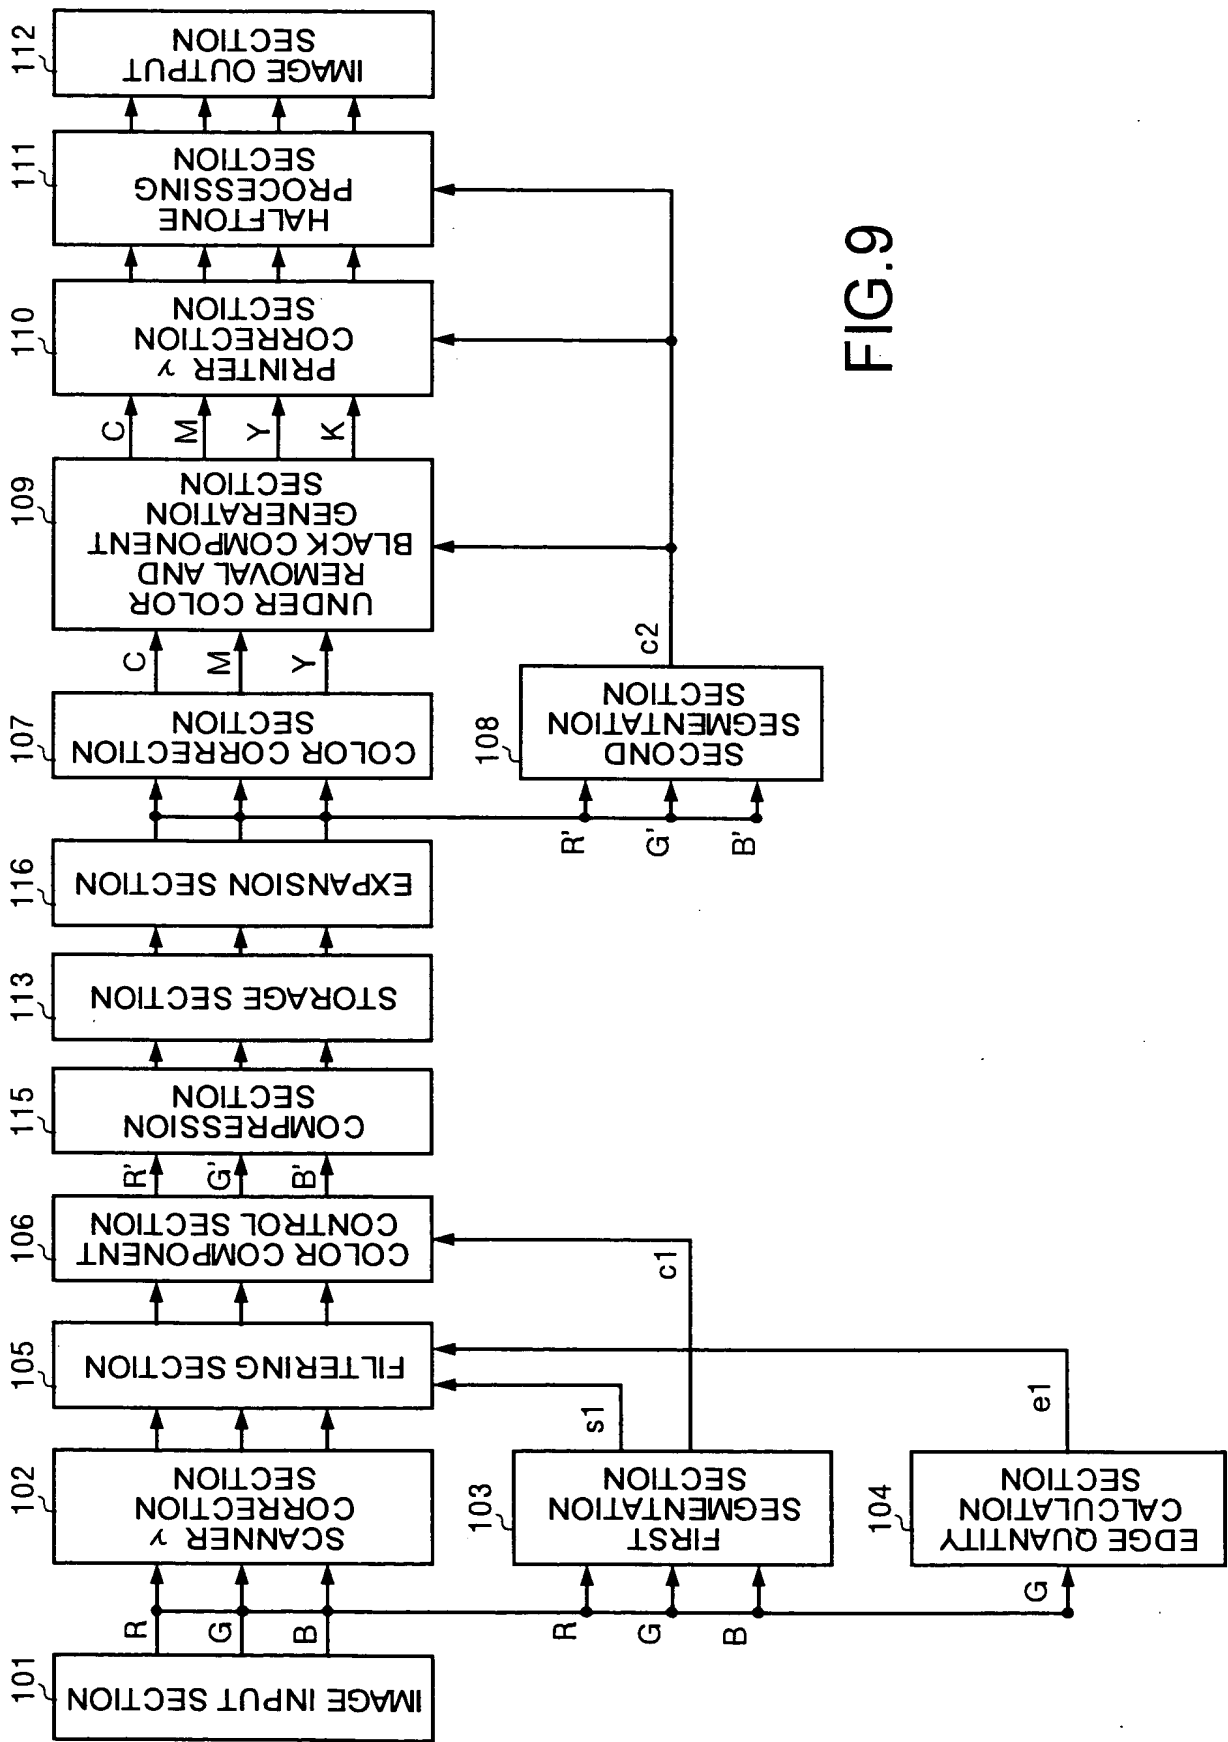 101
IMAGE INPUT SECTION
R
G
B
102
SCANNER γ
CORRECTION
SECTION
105
FILTERING SECTION
106
COLOR COMPONENT
CONTROL SECTION
R'
G'
B'
115
COMPRESSION
SECTION
113
STORAGE SECTION
116
EXPANSION SECTION
107
COLOR CORRECTION
SECTION
C
M
Y
109
UNDER COLOR
REMOVAL AND
BLACK COMPONENT
GENERATION
SECTION
C
M
Y
K
110
PRINTER γ
CORRECTION
SECTION
111
HALFTONE
PROCESSING
SECTION
112
IMAGE OUTPUT
SECTION
R
G
B
103
FIRST
SEGMENTATION
SECTION
s1
c1
R'
G'
B'
108
SECOND
SEGMENTATION
SECTION
c2
G
104
EDGE QUANTITY
CALCULATION
SECTION
e1
FIG.9